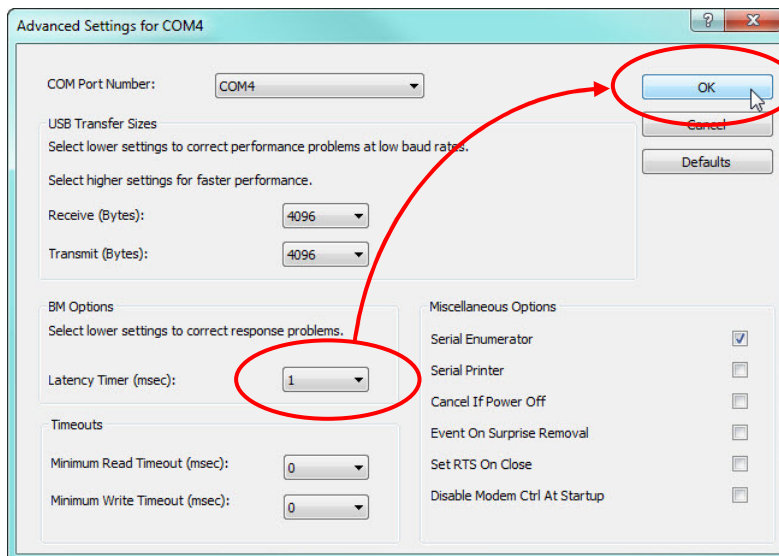 Advanced Settings for COM4
COM Port Number: COM4
OK
Cancel
Defaults
USB Transfer Sizes
Select lower settings to correct performance problems at low baud rates.
Select higher settings for faster performance.
Receive (Bytes): 4096
Transmit (Bytes): 4096
BM Options
Select lower settings to correct response problems.
Latency Timer (msec): 1
Timeouts
Minimum Read Timeout (msec): 0
Minimum Write Timeout (msec): 0
Miscellaneous Options
Serial Enumerator
Serial Printer
Cancel If Power Off
Event On Surprise Removal
Set RTS On Close
Disable Modem Ctrl At Startup